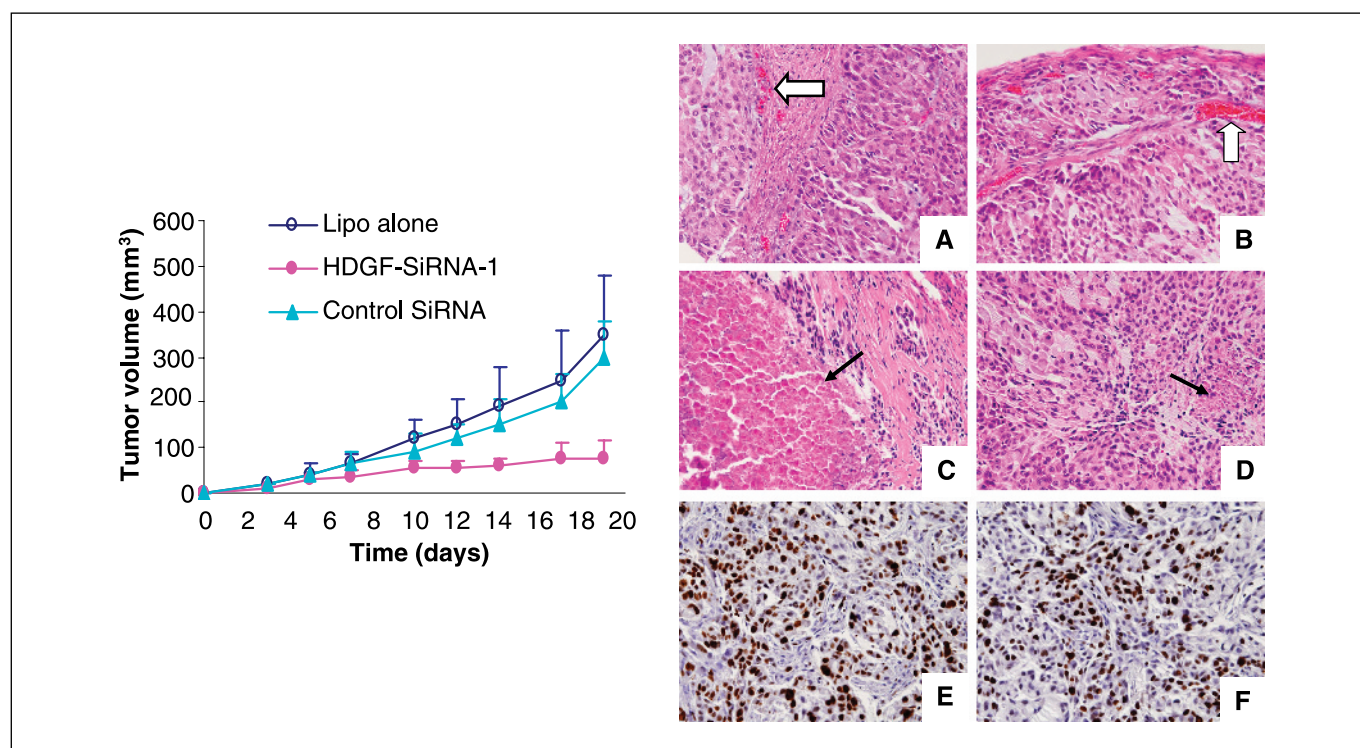 Lipo alone
HDGF-SiRNA-1
Control SiRNA
Tumor volume (mm³)
600
500
400
300
200
100
0
0 2 4 6 8 10 12 14 16 18 20
Time (days)
A
B
C
D
E
F